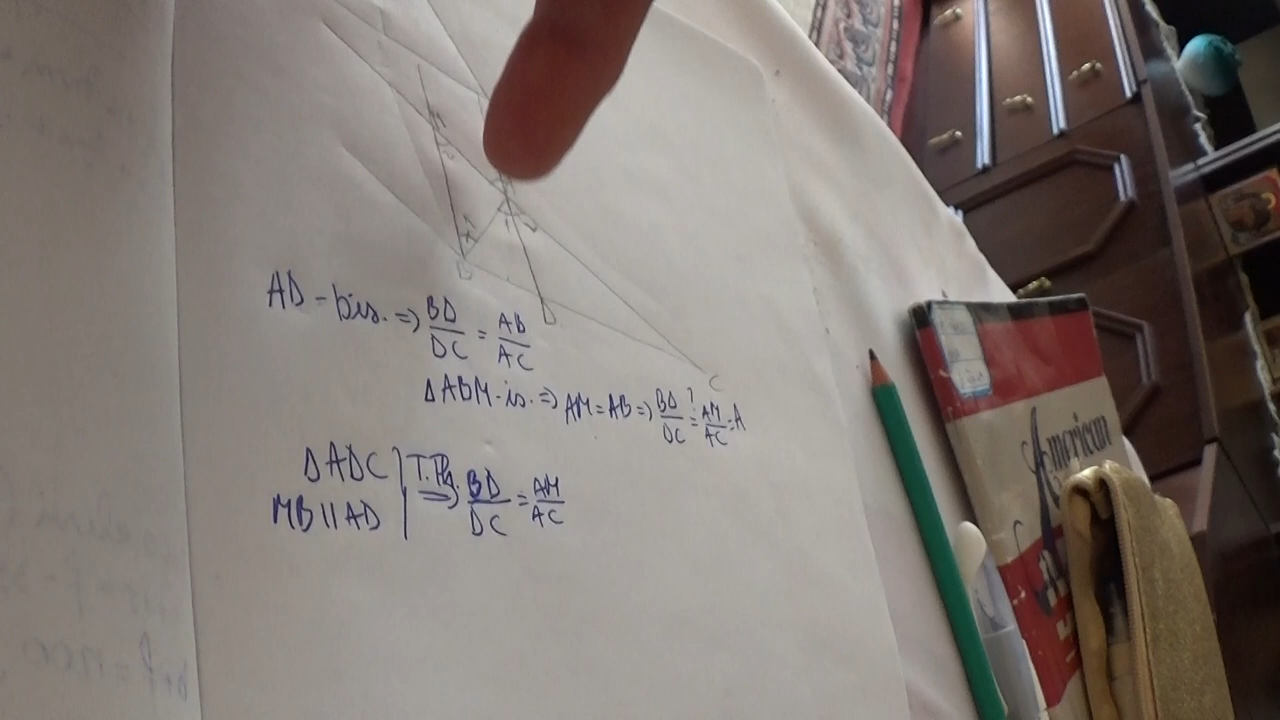 AD - bis. => BD/DC = AB/AC
ΔABM - is. => AM = AB => BD/DC ?= AM/AC = A
ΔADC
MB || AD
=> BD/DC = AM/AC
D
C
American